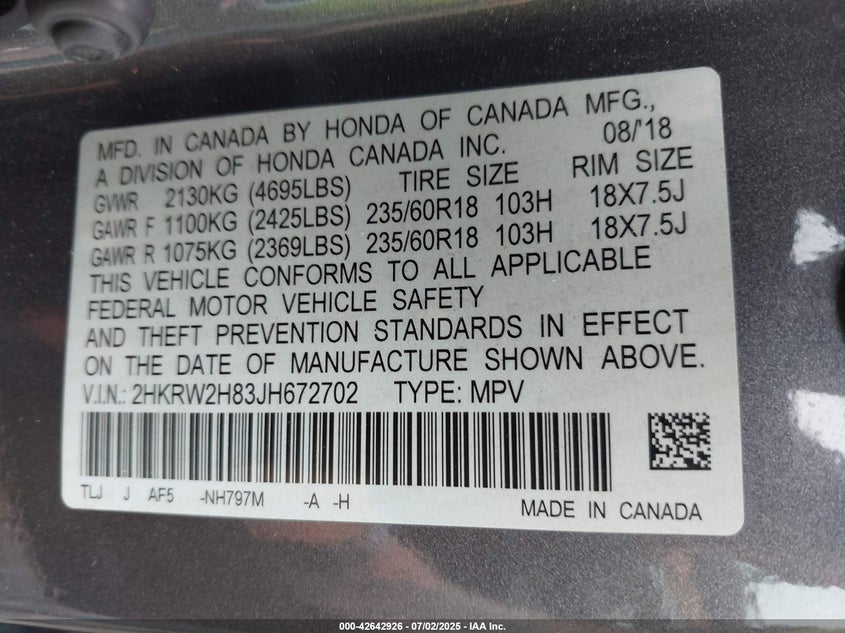 MFD. IN CANADA BY HONDA OF CANADA MFG.,
A DIVISION OF HONDA CANADA INC. 08/'18
GVWR 2130KG (4695LBS) TIRE SIZE RIM SIZE
GAWR F 1100KG (2425LBS) 235/60R18 103H 18X7.5J
GAWR R 1075KG (2369LBS) 235/60R18 103H 18X7.5J
THIS VEHICLE CONFORMS TO ALL APPLICABLE
FEDERAL MOTOR VEHICLE SAFETY
AND THEFT PREVENTION STANDARDS IN EFFECT
ON THE DATE OF MANUFACTURE SHOWN ABOVE.
V.I.N.: 2HKRW2H83JH672702 TYPE: MPV
TLJ J AF5 -NH797M -A -H MADE IN CANADA
000-42642926 - 07/02/2025 - IAA Inc.